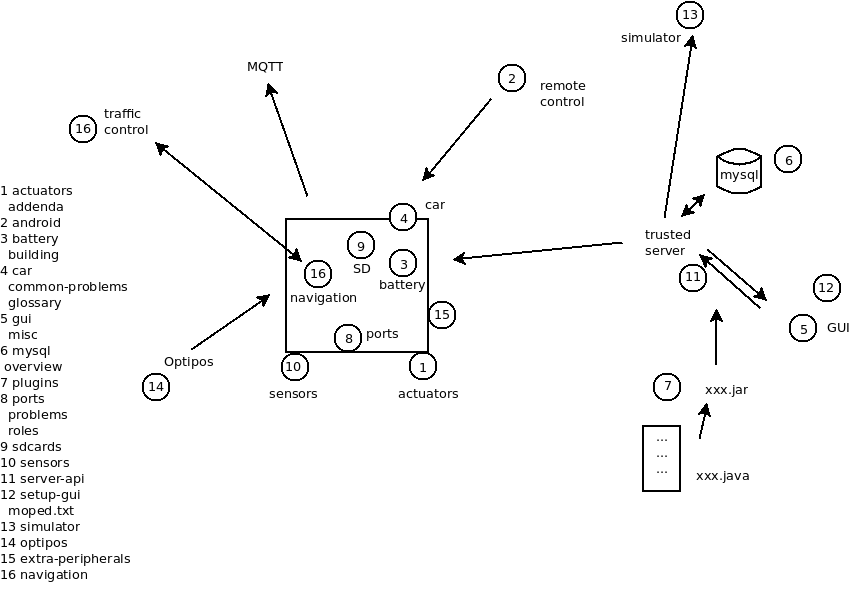 13
simulator
MQTT
2
remote
control
traffic
control
16
6
mysql
1 actuators
addenda
2 android
3 battery
building
4 car
common-problems
glossary
5 gui
misc
6 mysql
overview
7 plugins
8 ports
problems
roles
9 sdcards
10 sensors
11 server-api
12 setup-gui
moped.txt
13 simulator
14 optipos
15 extra-peripherals
16 navigation
car
4
9
SD
3
battery
16
navigation
15
8
ports
10
sensors
1
actuators
Optipos
14
trusted
server
11
12
5
GUI
7
xxx.jar
...
...
...
xxx.java